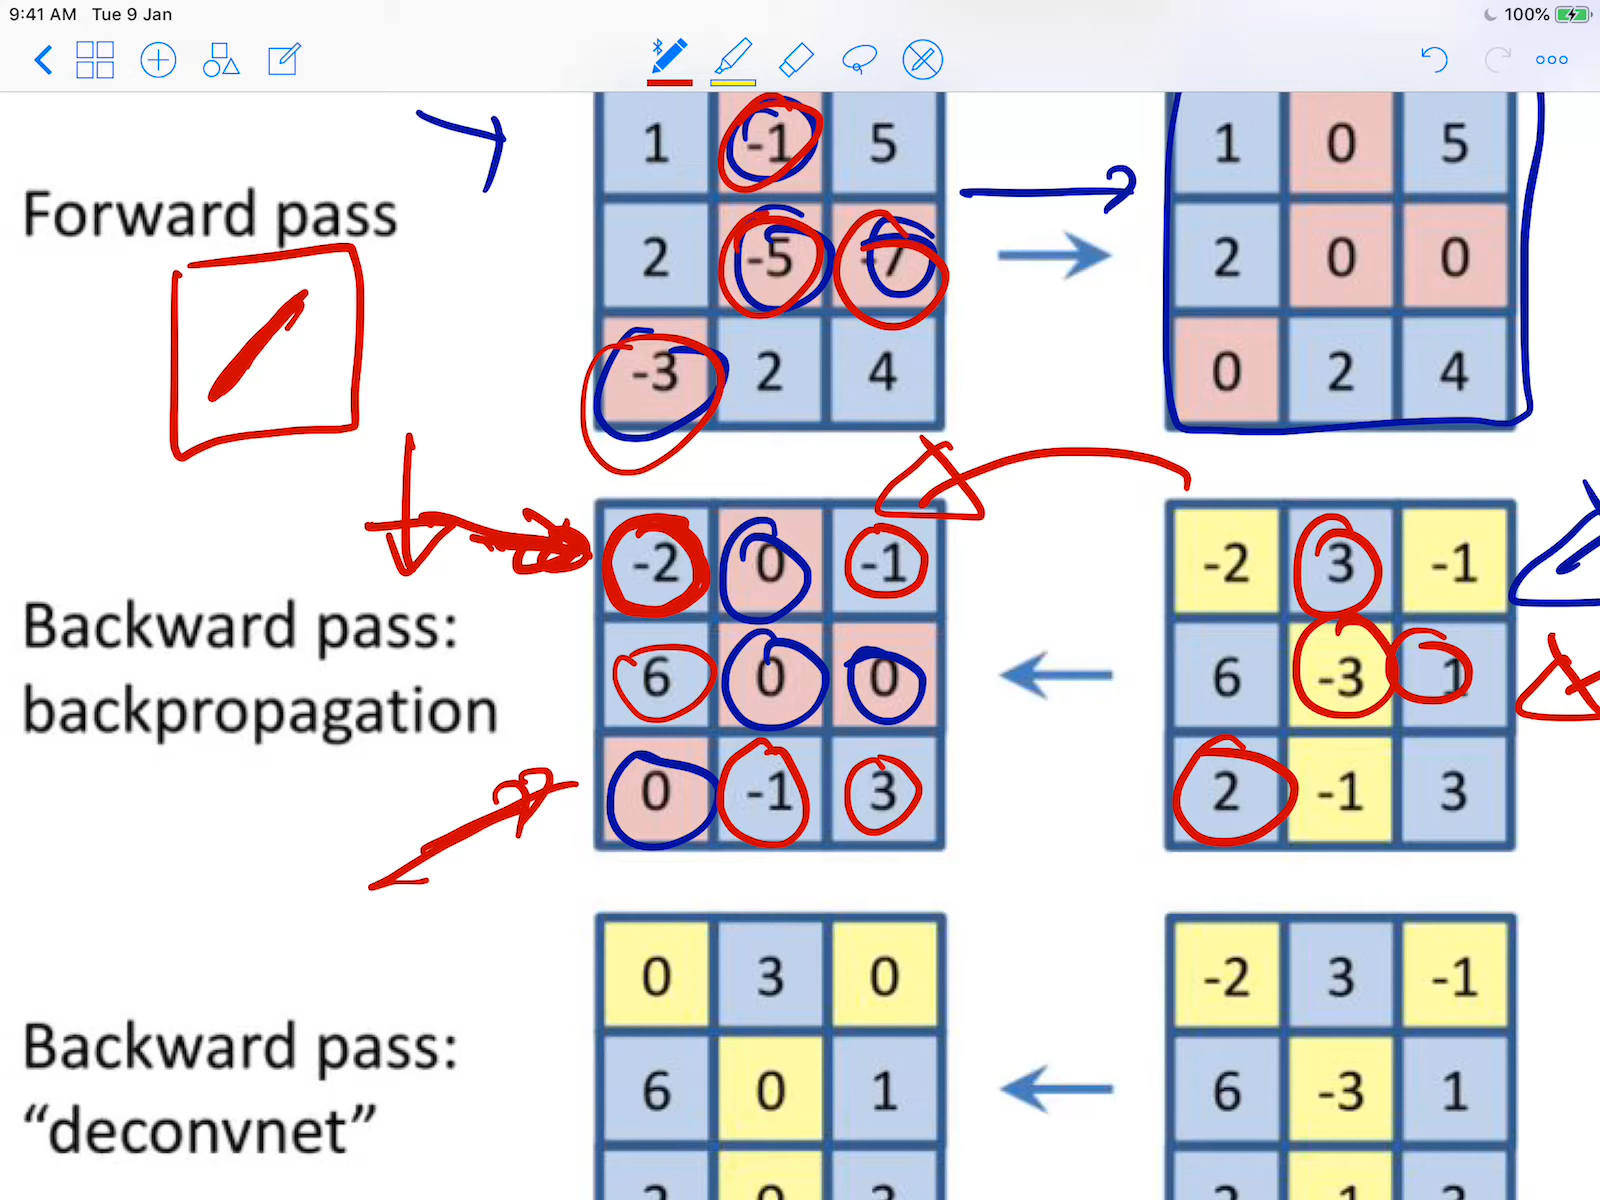 9:41 AM Tue 9 Jan 100%
1 -1 5 1 0 5
Forward pass
2 -5 -7 2 0 0
-3 2 4 0 2 4
-2 0 -1 -2 3 -1
Backward pass:
6 0 0 6 -3 1
backpropagation
0 -1 3 2 -1 3
0 3 0 -2 3 -1
Backward pass:
6 0 1 6 -3 1
“deconvnet”